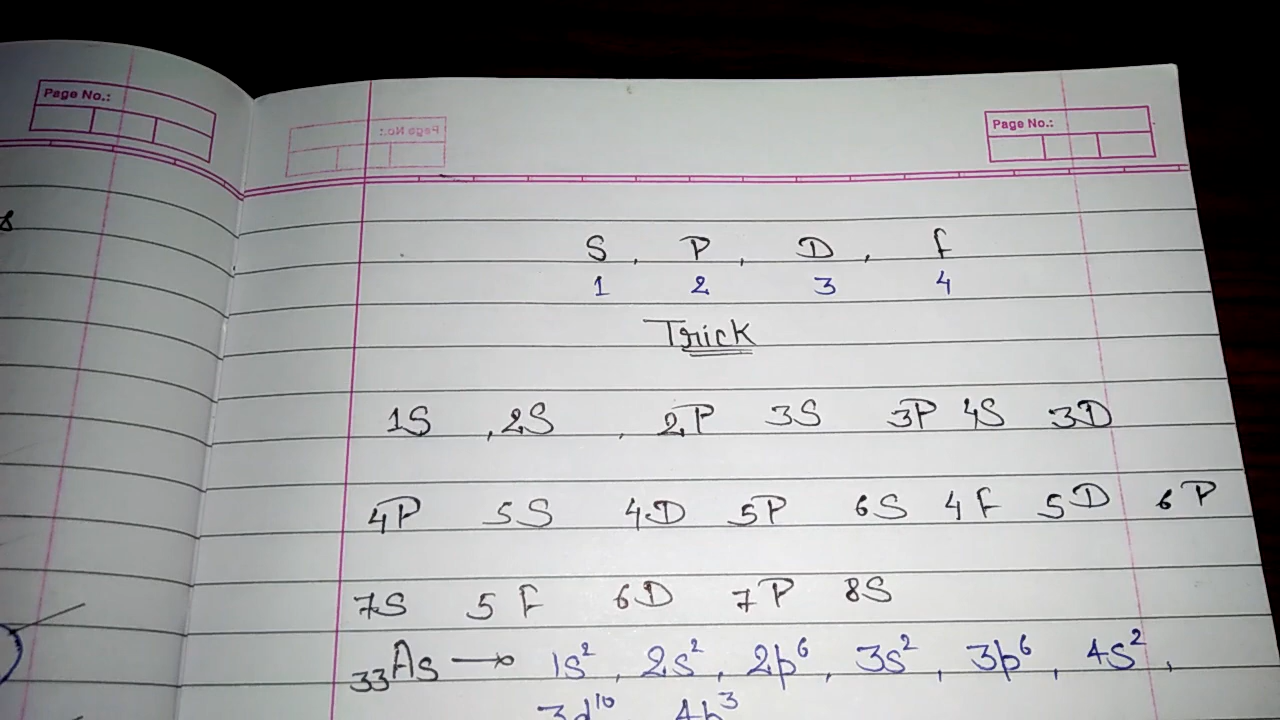 Page No.:
Page No.:
S , P , D , f
1 2 3 4
Trick
1S , 2S , 2P 3S 3P 4S 3D
4P 5S 4D 5P 6S 4F 5D 6P
7S 5F 6D 7P 8S
₃₃As → 1s², 2s², 2p⁶, 3s², 3p⁶, 4s²,
3d¹⁰ 4p³